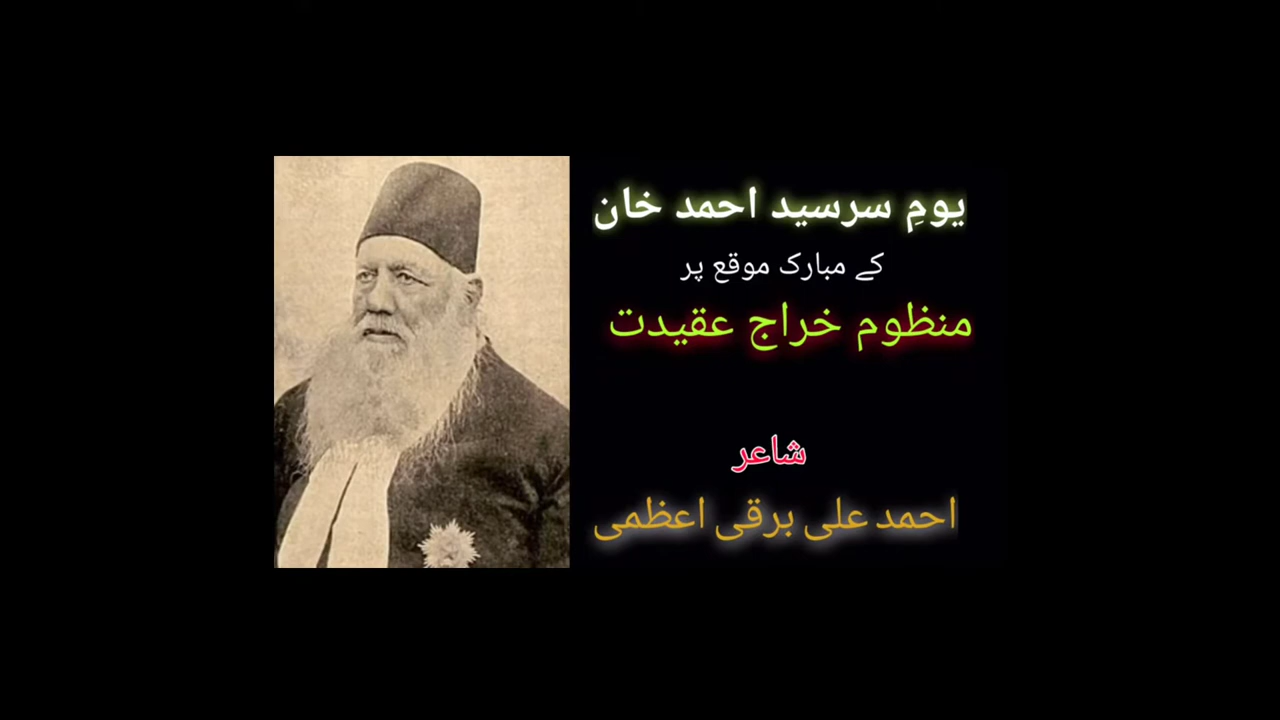 یومِ سرسید احمد خان
کے مبارک موقع پر
منظوم خراج عقیدت
شاعر
احمد علی برقی اعظمی